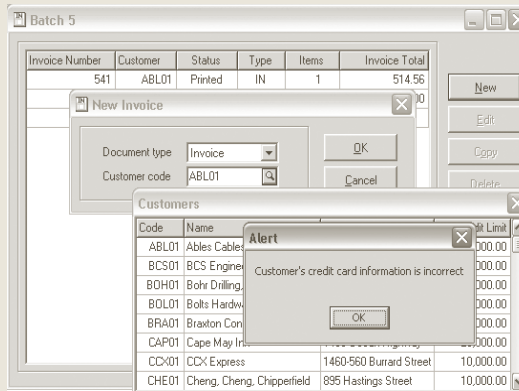 Batch 5
Invoice Number Customer Status Type Items Invoice Total
541 ABL01 Printed IN 1 514.56
New
New Invoice
Edit
Document type Invoice OK
Copy
Customer code ABL01 Cancel
Delete
Customers
Code Name Limit
Alert
ABL01 Ables Cables 000.00
Customer's credit card information is incorrect
BCS01 BCS Engine 000.00
BOH01 Bohr Drilling, 000.00
BOL01 Bolts Hardw 000.00
OK
BRA01 Braxton Con 000.00
CAP01 Cape May In
CCX01 CCX Express 1460-560 Burrard Street 10,000.00
CHE01 Cheng, Cheng, Chipperfield 895 Hastings Street 10,000.00